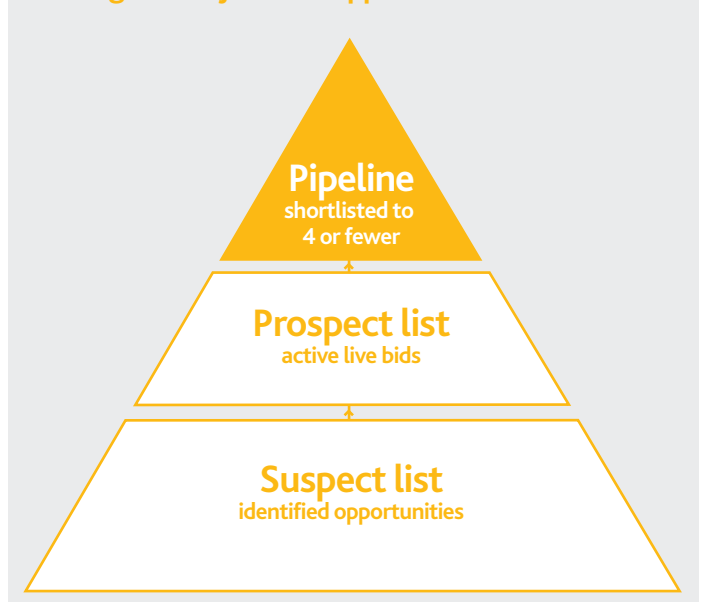 Pipeline
shortlisted to
4 or fewer
Prospect list
active live bids
Suspect list
identified opportunities